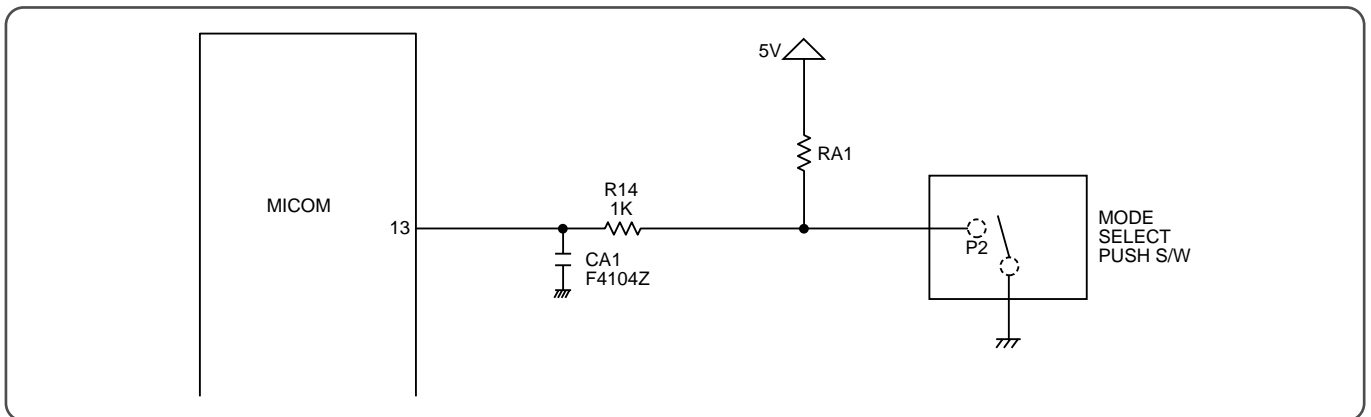 5V
RA1
MICOM
R14
1K
13
CA1
F4104Z
P2
MODE
SELECT
PUSH S/W